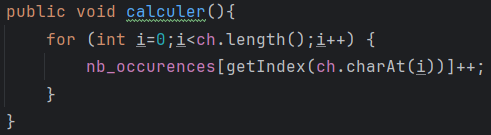 public void calculer(){
    for (int i=0;i<ch.length();i++) {
        nb_occurences[getIndex(ch.charAt(i))]++;
    }
}